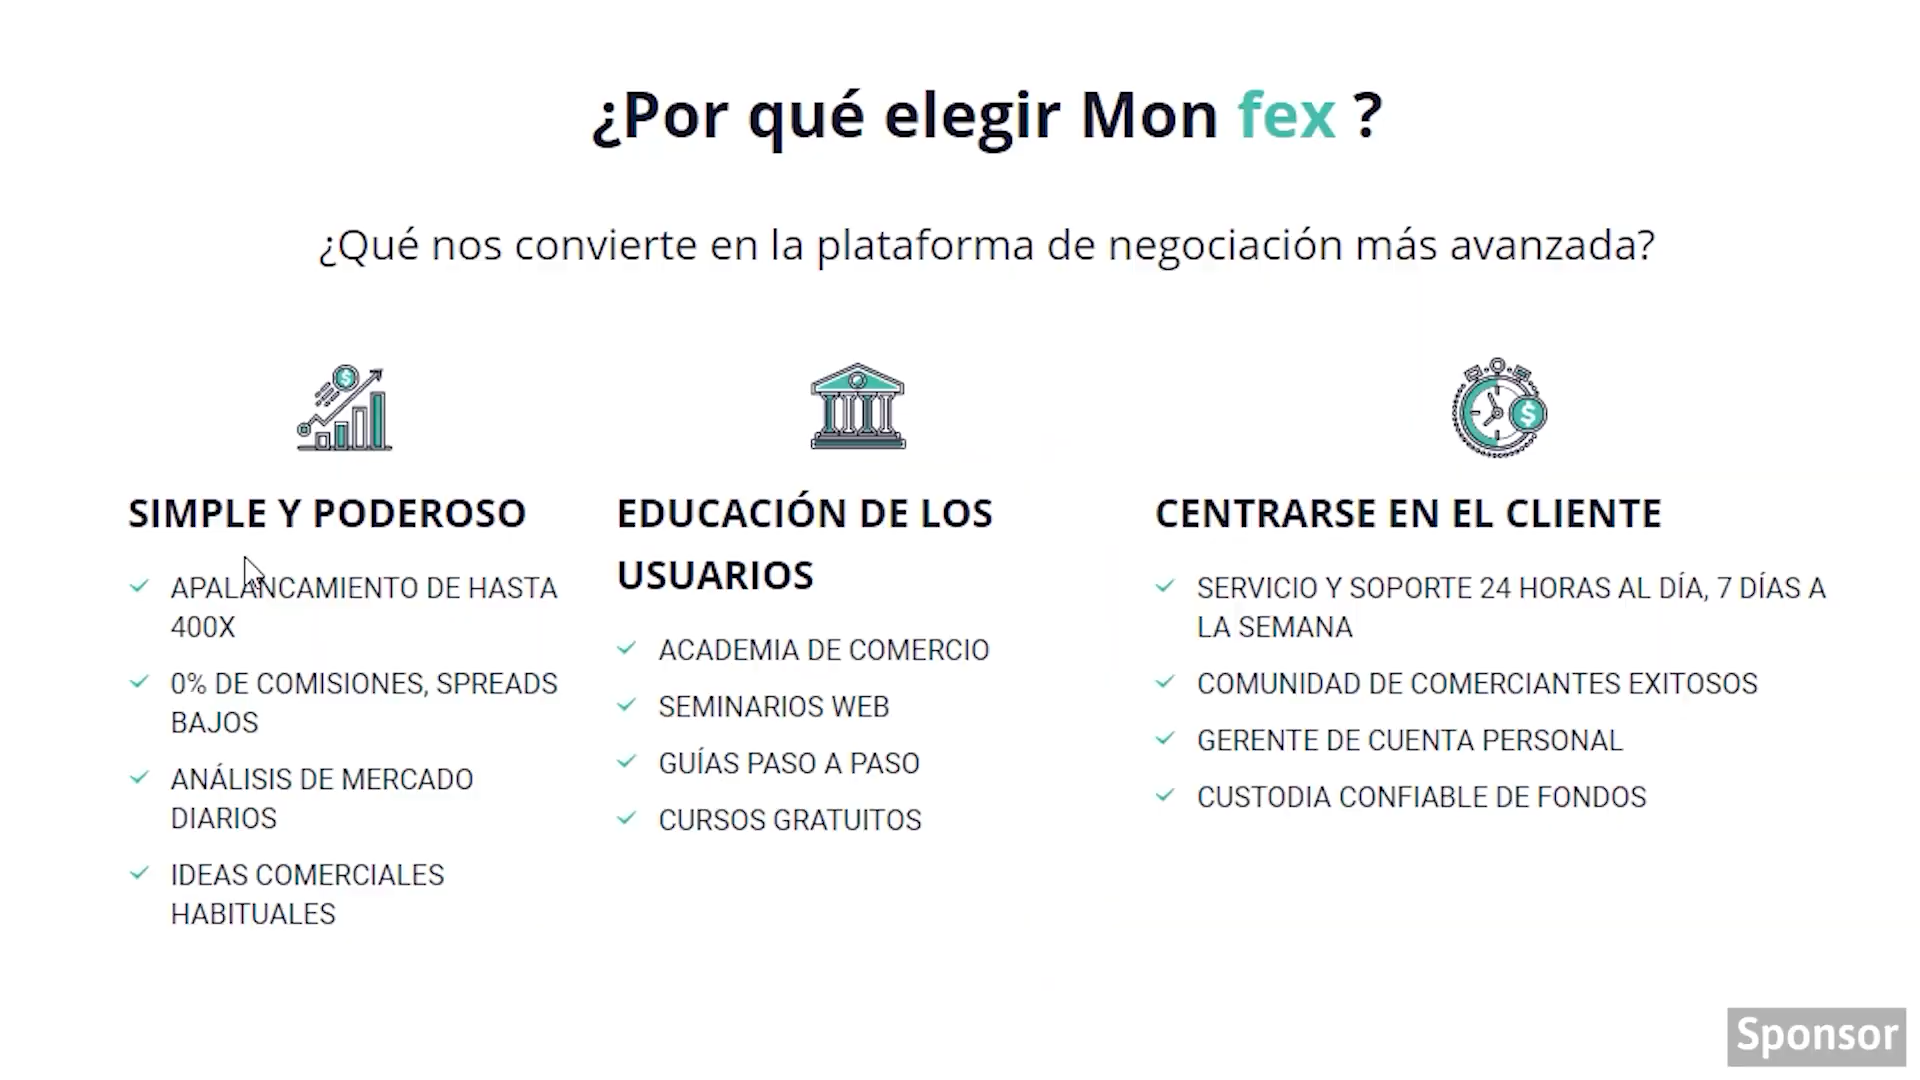 ¿Por qué elegir Mon fex ?
¿Qué nos convierte en la plataforma de negociación más avanzada?
SIMPLE Y PODEROSO
APALANCAMIENTO DE HASTA
400X
0% DE COMISIONES, SPREADS
BAJOS
ANÁLISIS DE MERCADO
DIARIOS
IDEAS COMERCIALES
HABITUALES
EDUCACIÓN DE LOS
USUARIOS
ACADEMIA DE COMERCIO
SEMINARIOS WEB
GUÍAS PASO A PASO
CURSOS GRATUITOS
CENTRARSE EN EL CLIENTE
SERVICIO Y SOPORTE 24 HORAS AL DÍA, 7 DÍAS A
LA SEMANA
COMUNIDAD DE COMERCIANTES EXITOSOS
GERENTE DE CUENTA PERSONAL
CUSTODIA CONFIABLE DE FONDOS
Sponsor